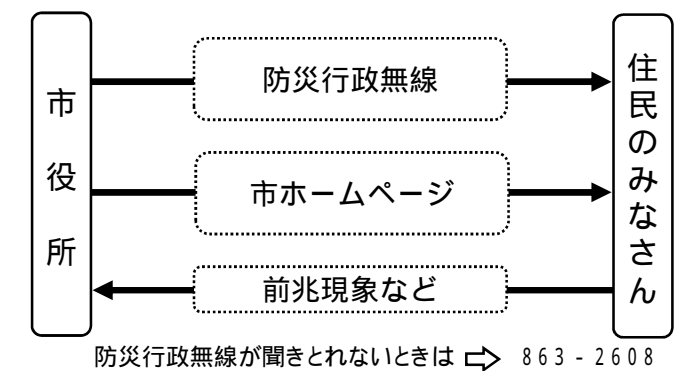 市役所
防災行政無線
市ホームページ
前兆現象など
住民のみなさん
防災行政無線が聞きとれないときは ⇨ 863-2608